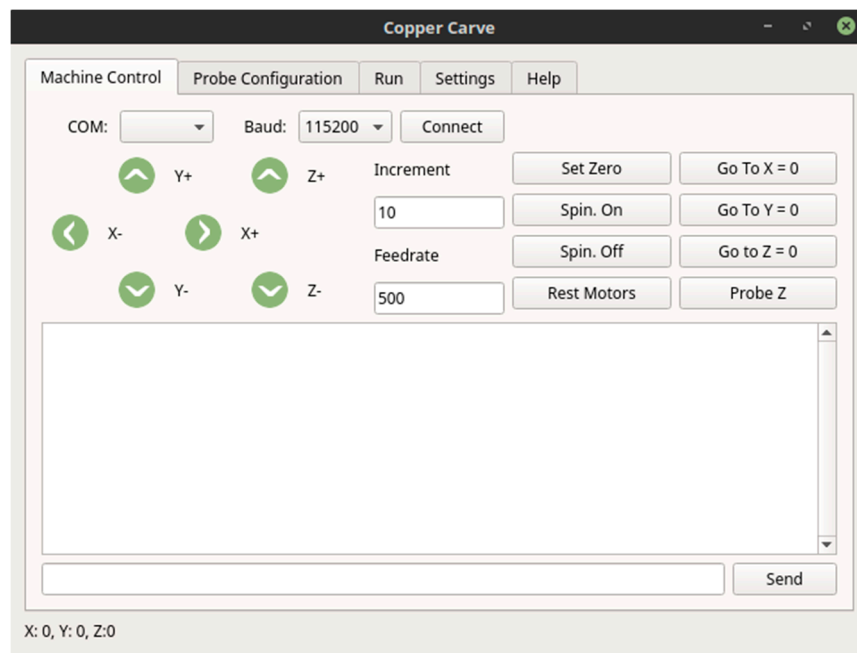 Copper Carve
Machine Control Probe Configuration Run Settings Help
COM: Baud: 115200 Connect
Y+ Z+ Increment Set Zero Go To X = 0
10 Spin. On Go To Y = 0
X- X+
Feedrate Spin. Off Go to Z = 0
Y- Z- 500 Rest Motors Probe Z
Send
X: 0, Y: 0, Z:0